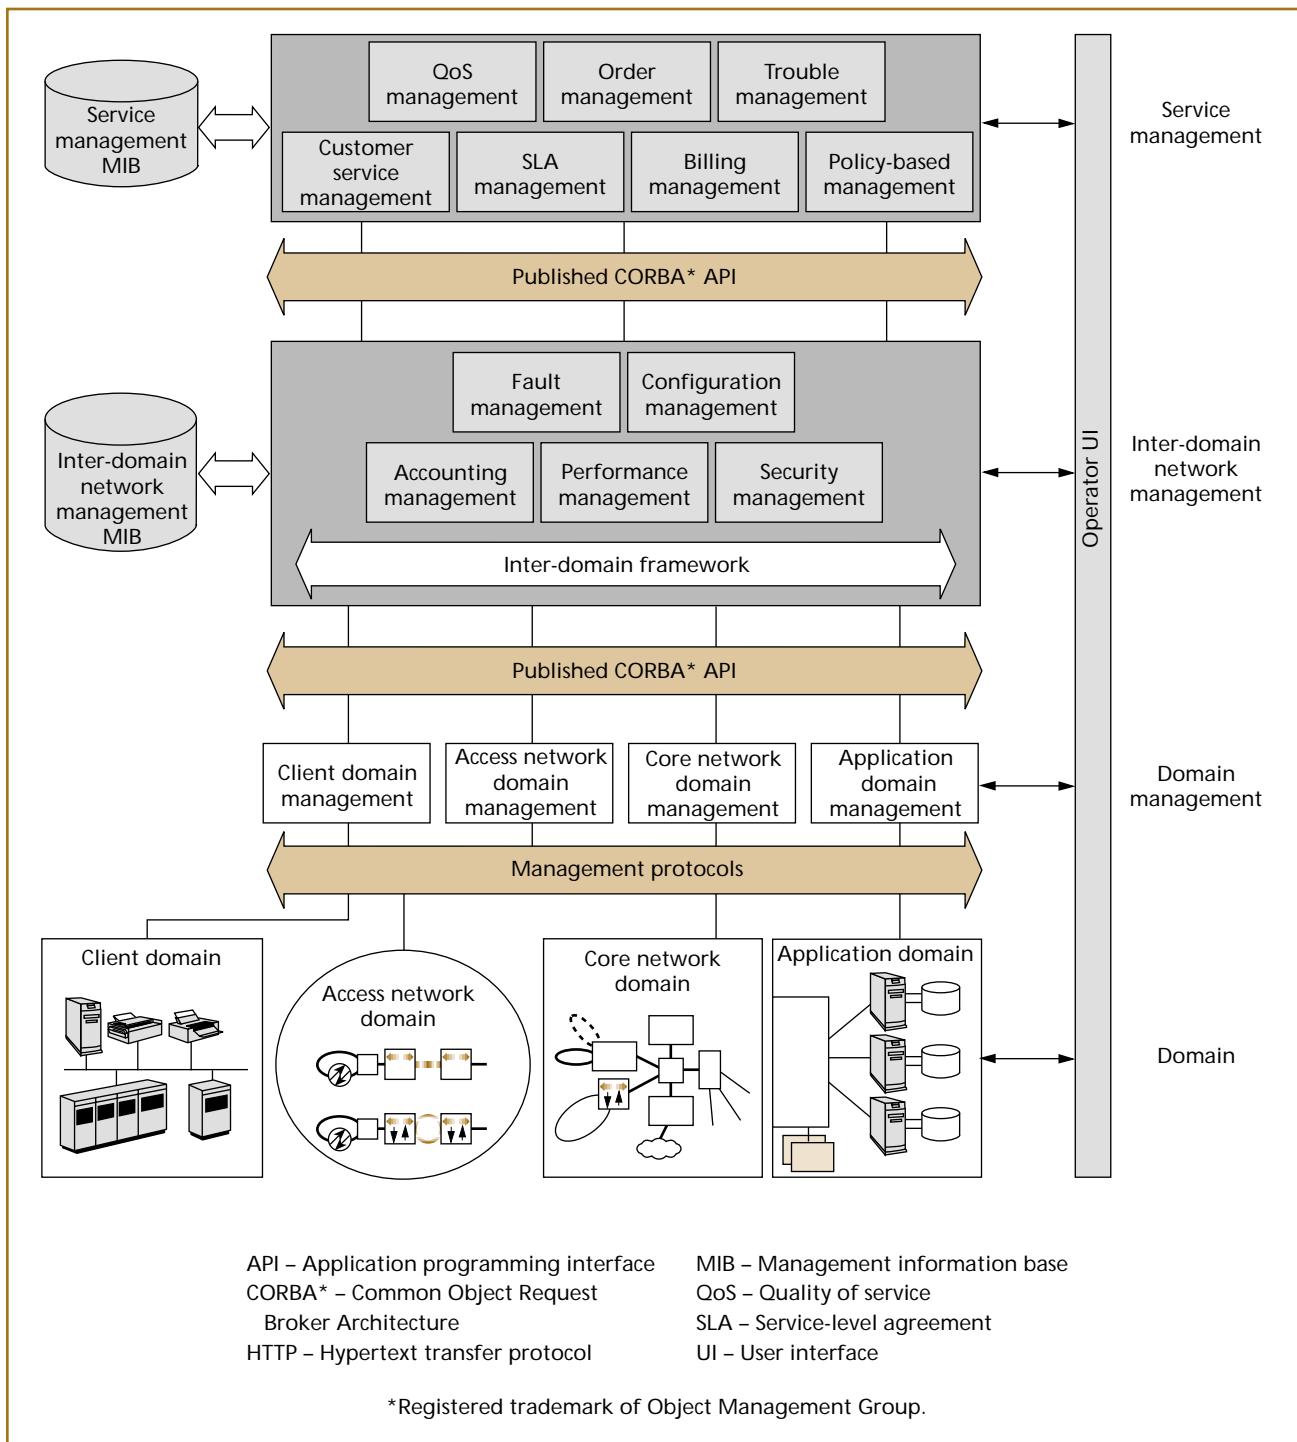 QoS
management
Order
management
Trouble
management
Service
management
MIB
Service
management
Customer
service
management
SLA
management
Billing
management
Policy-based
management
Published CORBA* API
Fault
management
Configuration
management
Inter-domain
network
management
MIB
Accounting
management
Performance
management
Security
management
Inter-domain
network
management
Operator UI
Inter-domain framework
Published CORBA* API
Client domain
management
Access network
domain
management
Core network
domain
management
Application
domain
management
Domain
management
Management protocols
Client domain
Access network
domain
Core network
domain
Application domain
Domain
API – Application programming interface
CORBA* – Common Object Request
Broker Architecture
HTTP – Hypertext transfer protocol
MIB – Management information base
QoS – Quality of service
SLA – Service-level agreement
UI – User interface
*Registered trademark of Object Management Group.